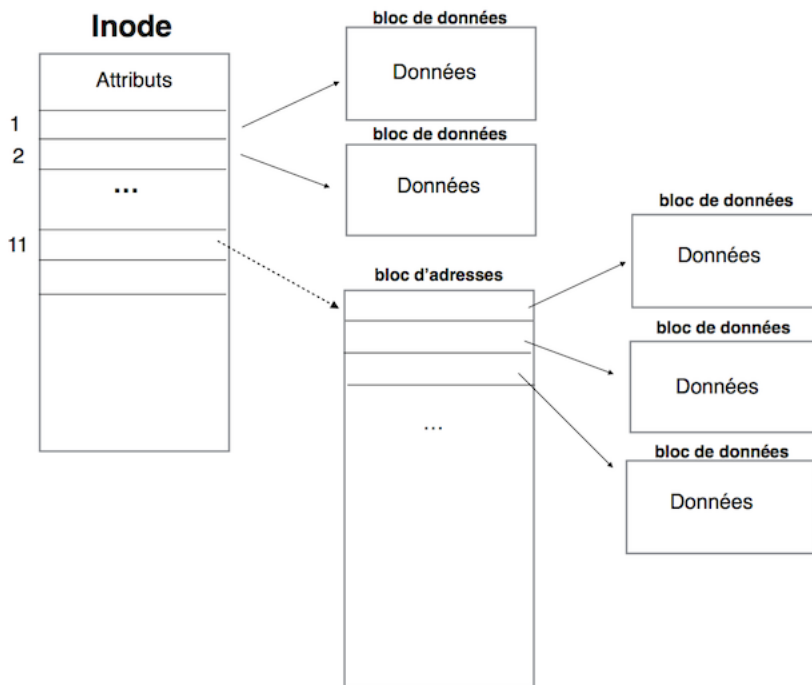 Inode
Attributs
1
2
...
11
bloc de données
Données
bloc de données
Données
bloc d'adresses
...
bloc de données
Données
bloc de données
Données
bloc de données
Données